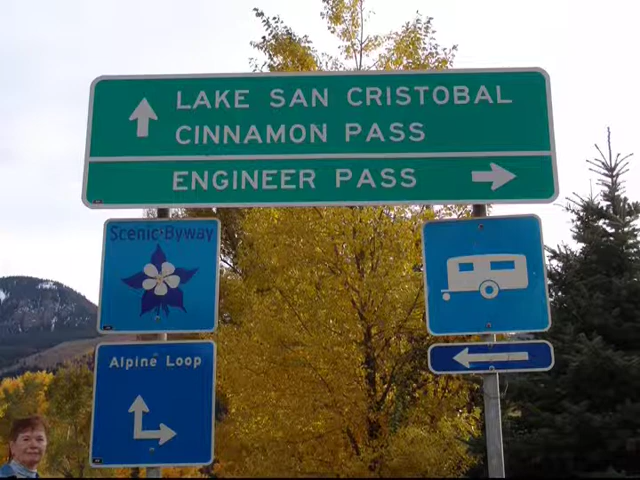 LAKE SAN CRISTOBAL
CINNAMON PASS
ENGINEER PASS
Scenic Byway
Alpine Loop